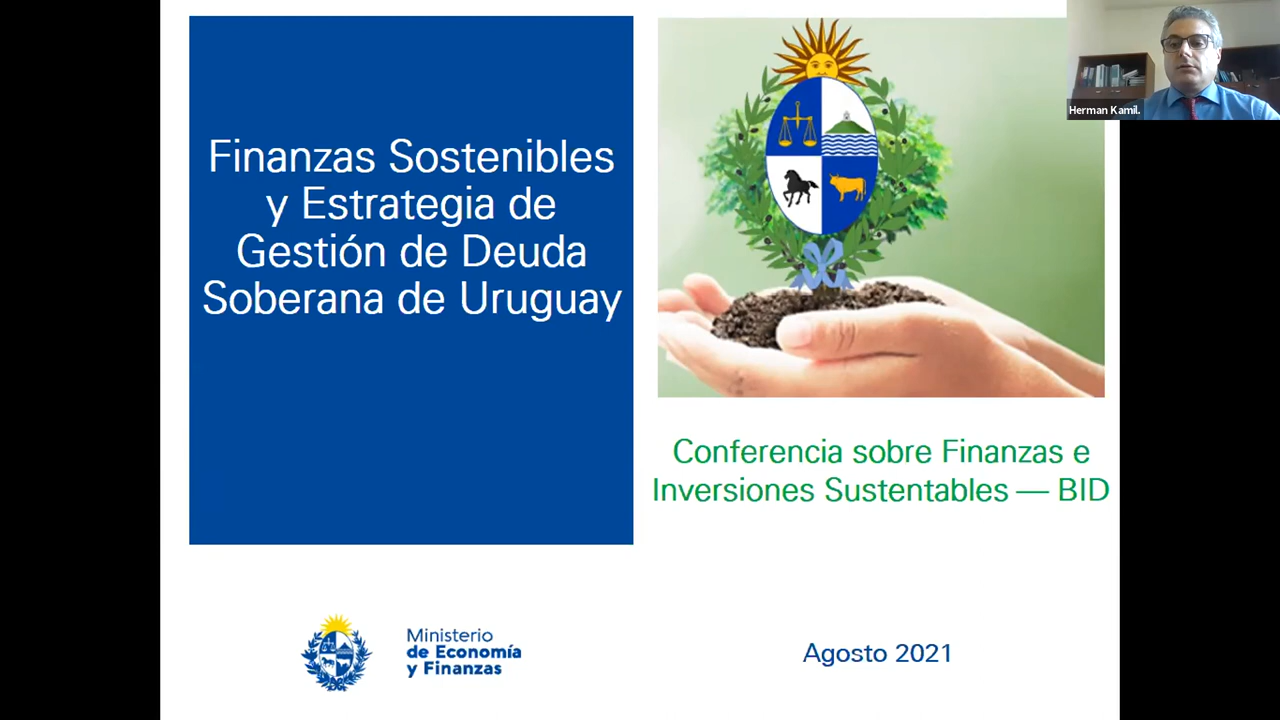 Finanzas Sostenibles
y Estrategia de
Gestión de Deuda
Soberana de Uruguay
Herman Kamil.
Conferencia sobre Finanzas e
Inversiones Sustentables — BID
Ministerio
de Economía
y Finanzas
Agosto 2021